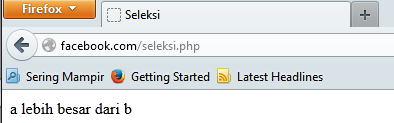 Firefox
Seleksi
facebook.com/seleksi.php
Sering Mampir Getting Started Latest Headlines
a lebih besar dari b